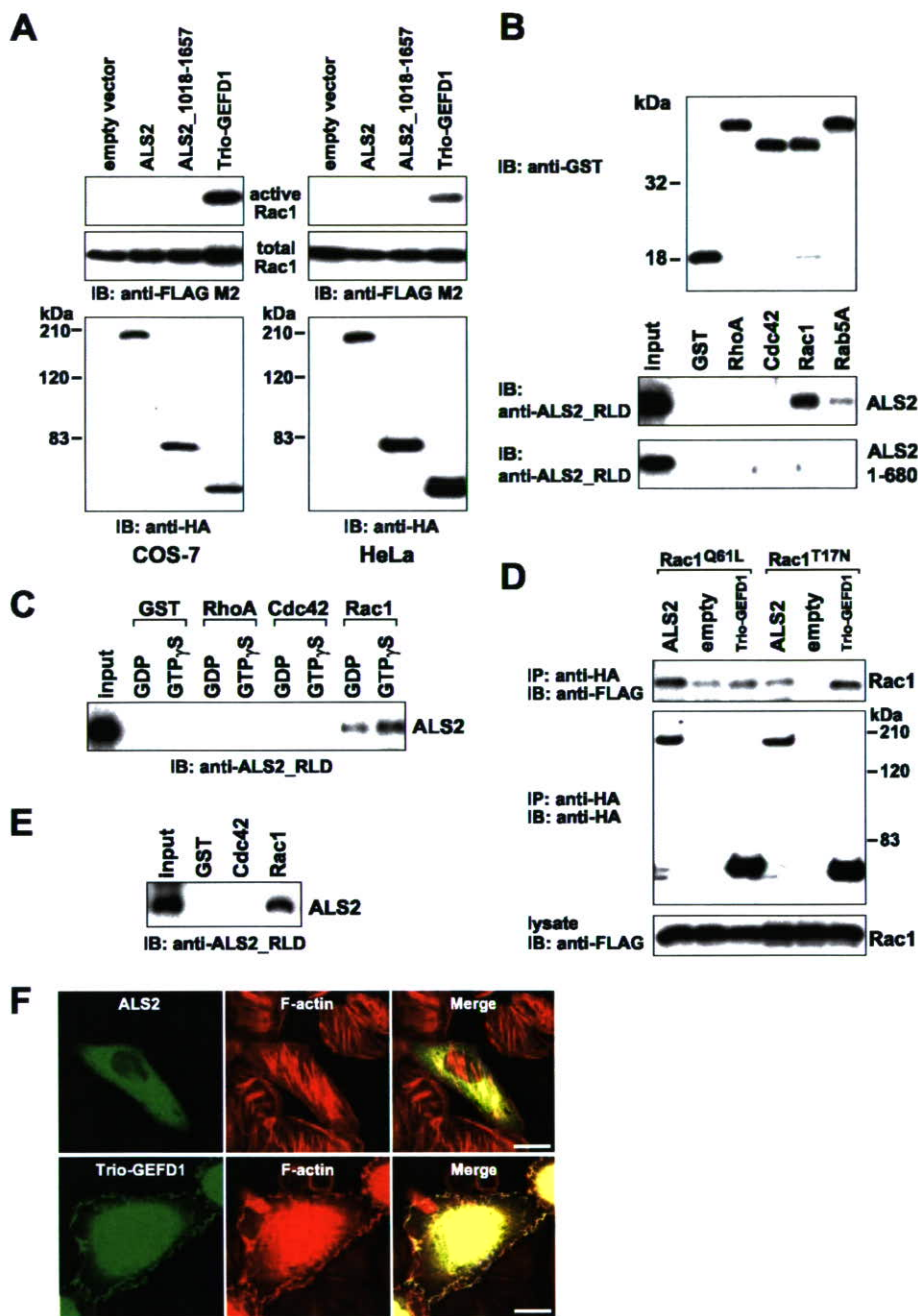 A
empty vector
ALS2
ALS2_1018-1657
Trio-GEFD1
empty vector
ALS2
ALS2_1018-1657
Trio-GEFD1
active Rac1
total Rac1
IB: anti-FLAG M2
IB: anti-FLAG M2
kDa
210
120
83
kDa
210
120
83
IB: anti-HA
IB: anti-HA
COS-7
HeLa
B
kDa
IB: anti-GST
32
18
Input
GST
RhoA
Cdc42
Rac1
Rab5A
IB: anti-ALS2_RLD
ALS2
IB: anti-ALS2_RLD
ALS2 1-680
C
GST
RhoA
Cdc42
Rac1
Input
GDP
GTPγS
GDP
GTPγS
GDP
GTPγS
GDP
GTPγS
ALS2
IB: anti-ALS2_RLD
D
Rac1Q61L
Rac1T17N
ALS2
empty
Trio-GEFD1
ALS2
empty
Trio-GEFD1
IP: anti-HA
IB: anti-FLAG
Rac1
kDa
210
120
83
IP: anti-HA
IB: anti-HA
lysate
IB: anti-FLAG
Rac1
E
Input
GST
Cdc42
Rac1
ALS2
IB: anti-ALS2_RLD
F
ALS2
F-actin
Merge
Trio-GEFD1
F-actin
Merge